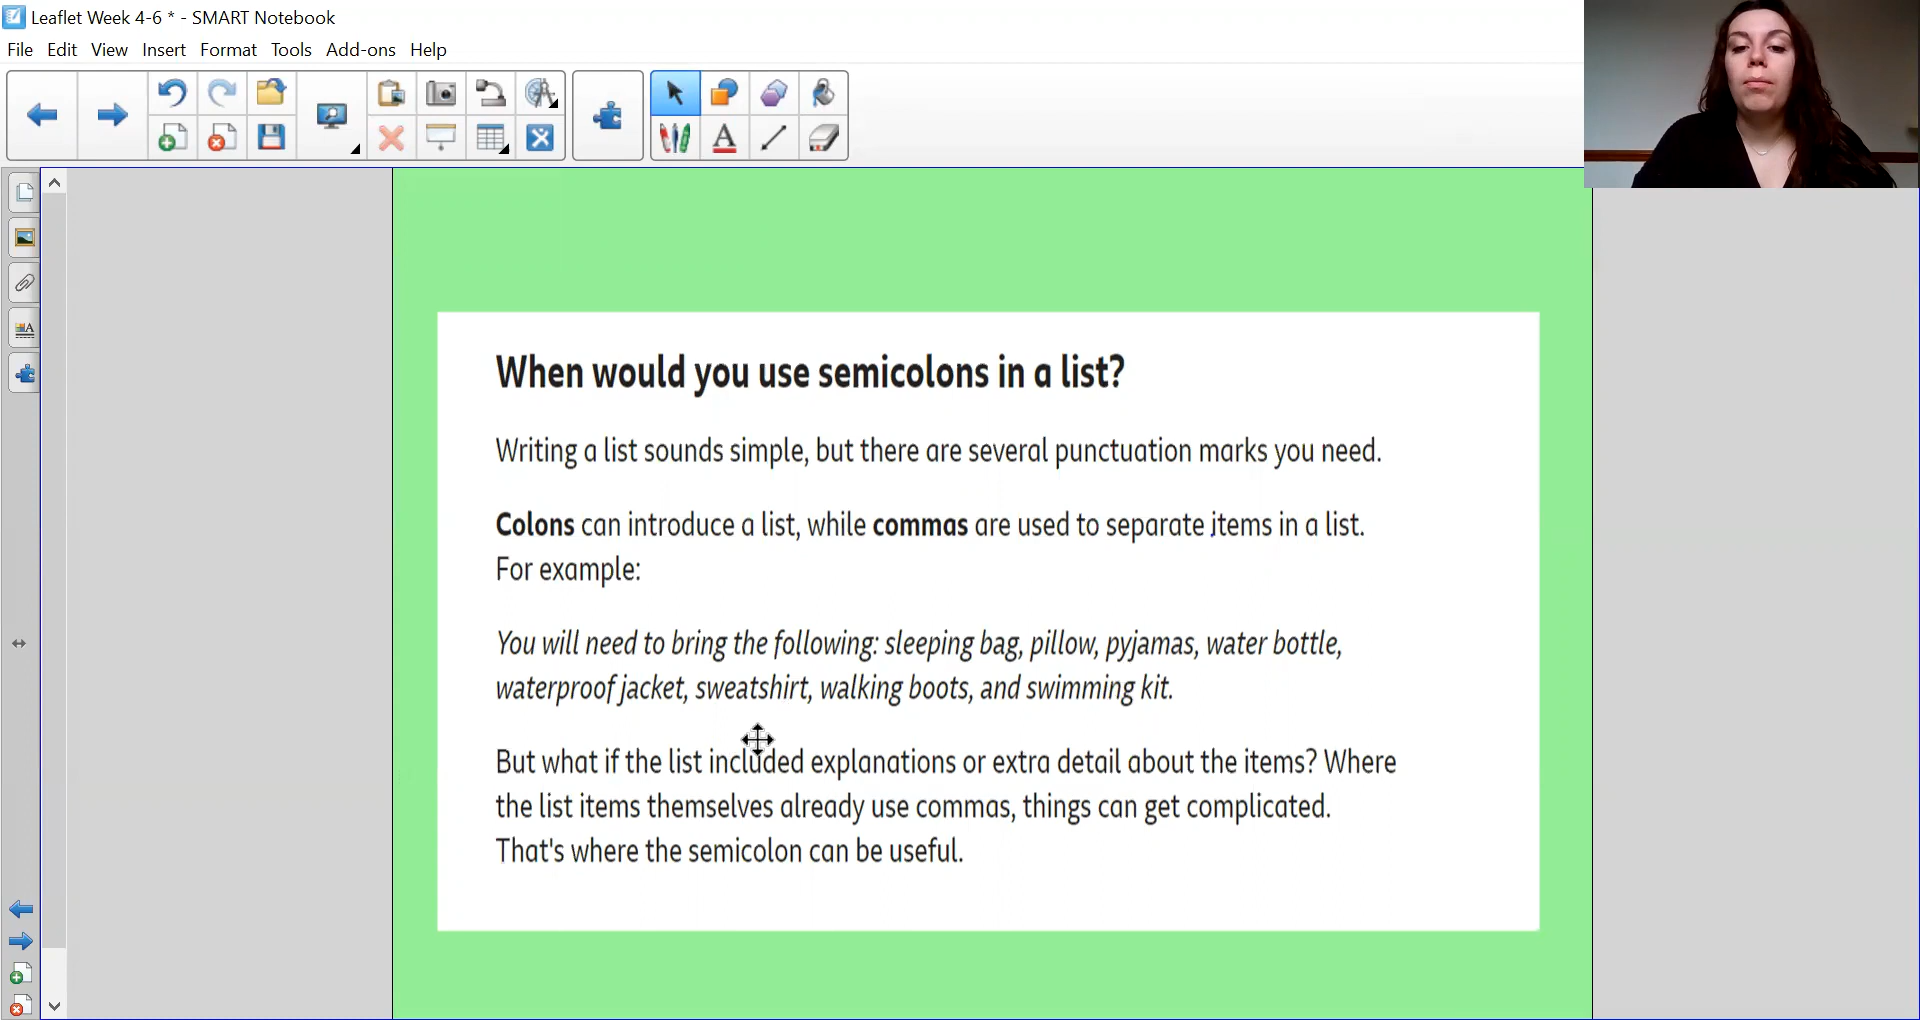 Leaflet Week 4-6 * - SMART Notebook
File Edit View Insert Format Tools Add-ons Help
When would you use semicolons in a list?
Writing a list sounds simple, but there are several punctuation marks you need.
Colons can introduce a list, while commas are used to separate items in a list.
For example:
You will need to bring the following: sleeping bag, pillow, pyjamas, water bottle,
waterproof jacket, sweatshirt, walking boots, and swimming kit.
But what if the list included explanations or extra detail about the items? Where
the list items themselves already use commas, things can get complicated.
That's where the semicolon can be useful.